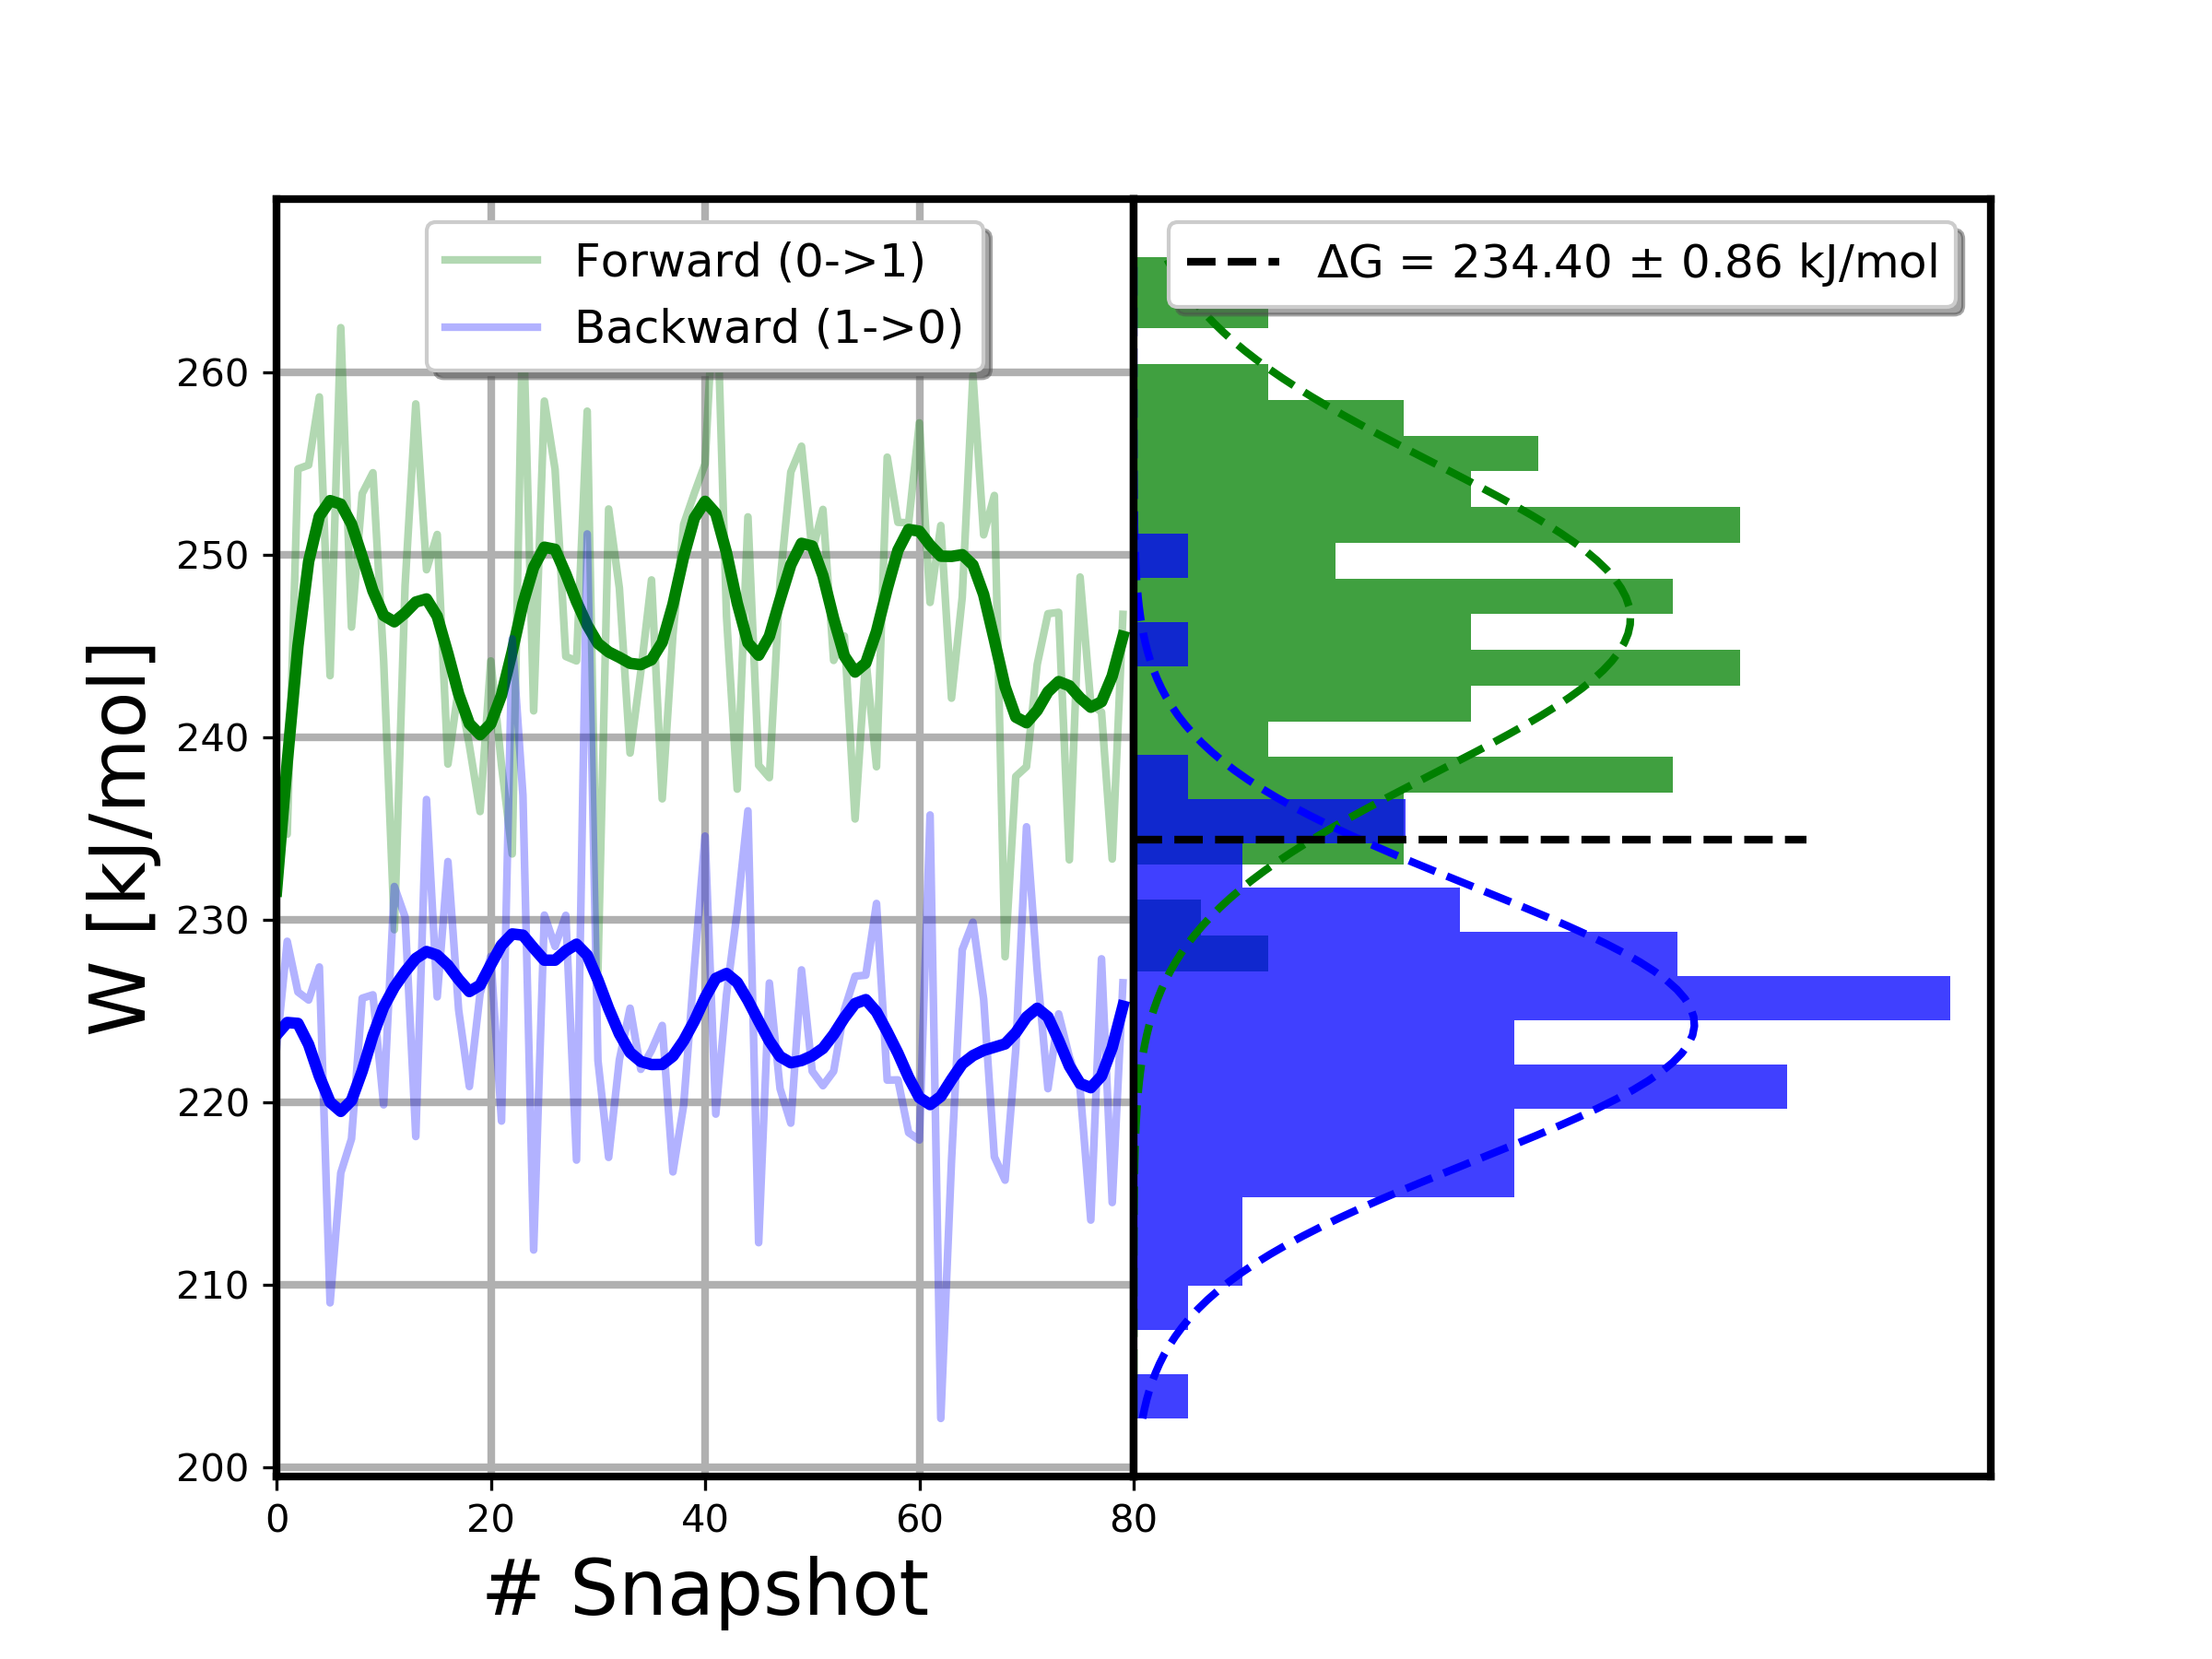 Forward (0->1)
Backward (1->0)
ΔG = 234.40 ± 0.86 kJ/mol
W [kJ/mol]
260
250
240
230
220
210
200
0 20 40 60 80
# Snapshot